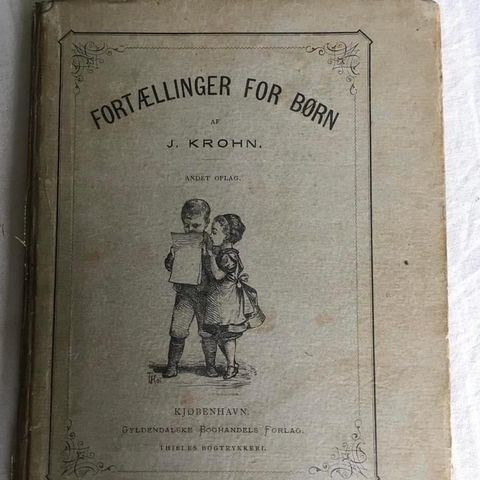 FORTÆLLINGER FOR BØRN
AF
J. KROHN.
ANDET OPLAG.
KJØBENHAVN.
GYLDENDALSKE BOGHANDELS FORLAG.
THIELES BOGTRYKKERI.